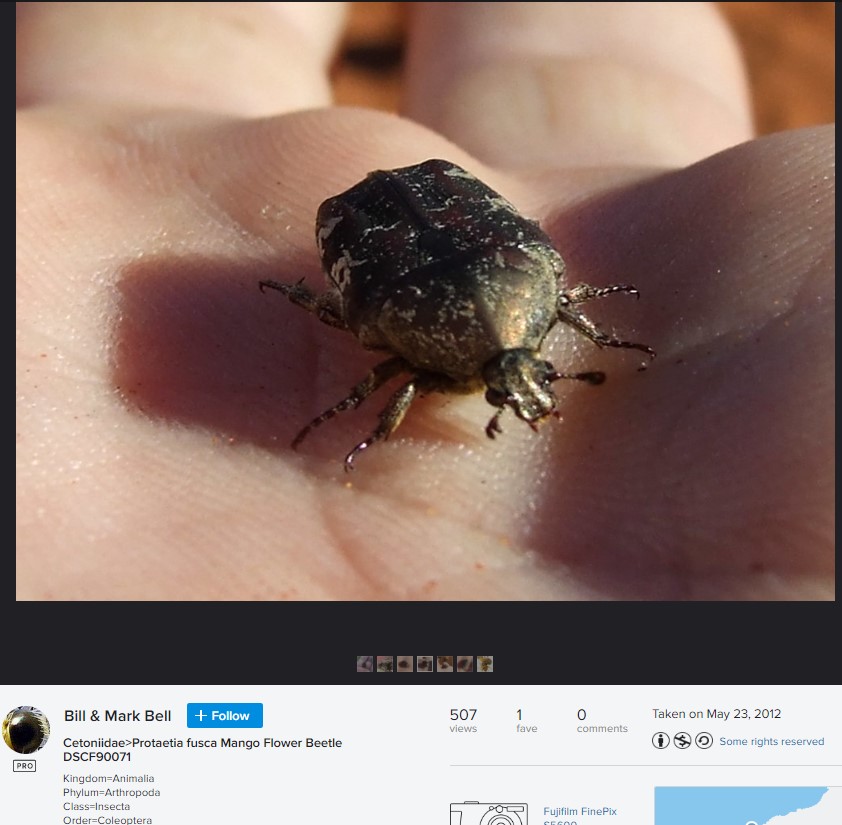 Bill & Mark Bell
+ Follow
PRO
Cetoniidae>Protaetia fusca Mango Flower Beetle
DSCF90071
Kingdom=Animalia
Phylum=Arthropoda
Class=Insecta
Order=Coleoptera
507
views
1
fave
0
comments
Taken on May 23, 2012
Some rights reserved
Fujifilm FinePix